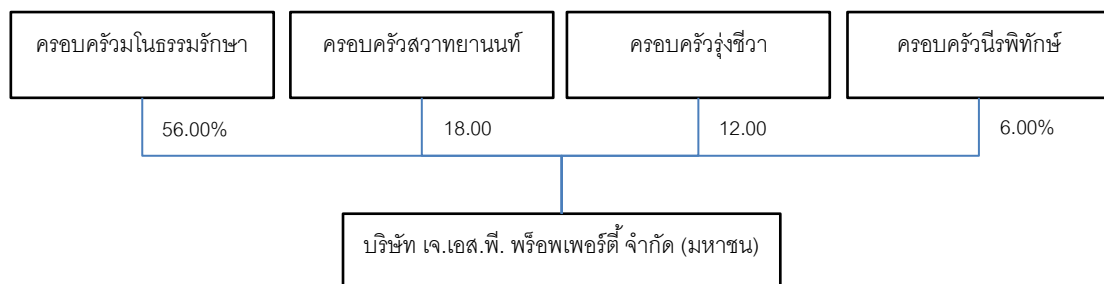 ครอบครัวมโนธรรมรักษา
ครอบครัวสวาทยานนท์
ครอบครัวรุ่งชีวา
ครอบครัวนีรพิทักษ์
56.00%
18.00
12.00
6.00%
บริษัท เจ.เอส.พี. พร็อพเพอร์ตี้ จำกัด (มหาชน)